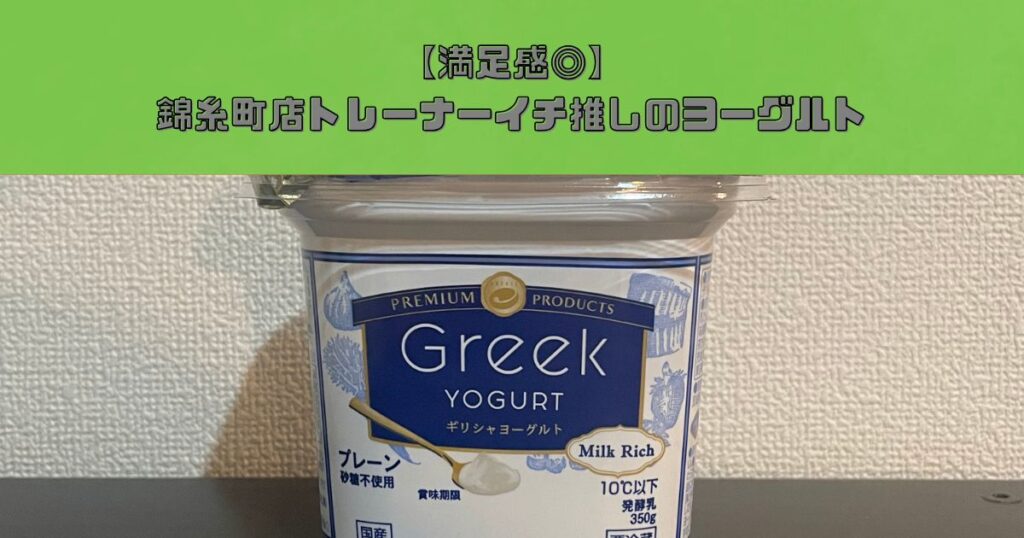 【満足感◎】
錦糸町店トレーナーイチ推しのヨーグルト
PREMIUM PRODUCTS
Greek
YOGURT
ギリシャヨーグルト
Milk Rich
プレーン
砂糖不使用
賞味期限
10℃以下
発酵乳
350g
国産
要冷蔵